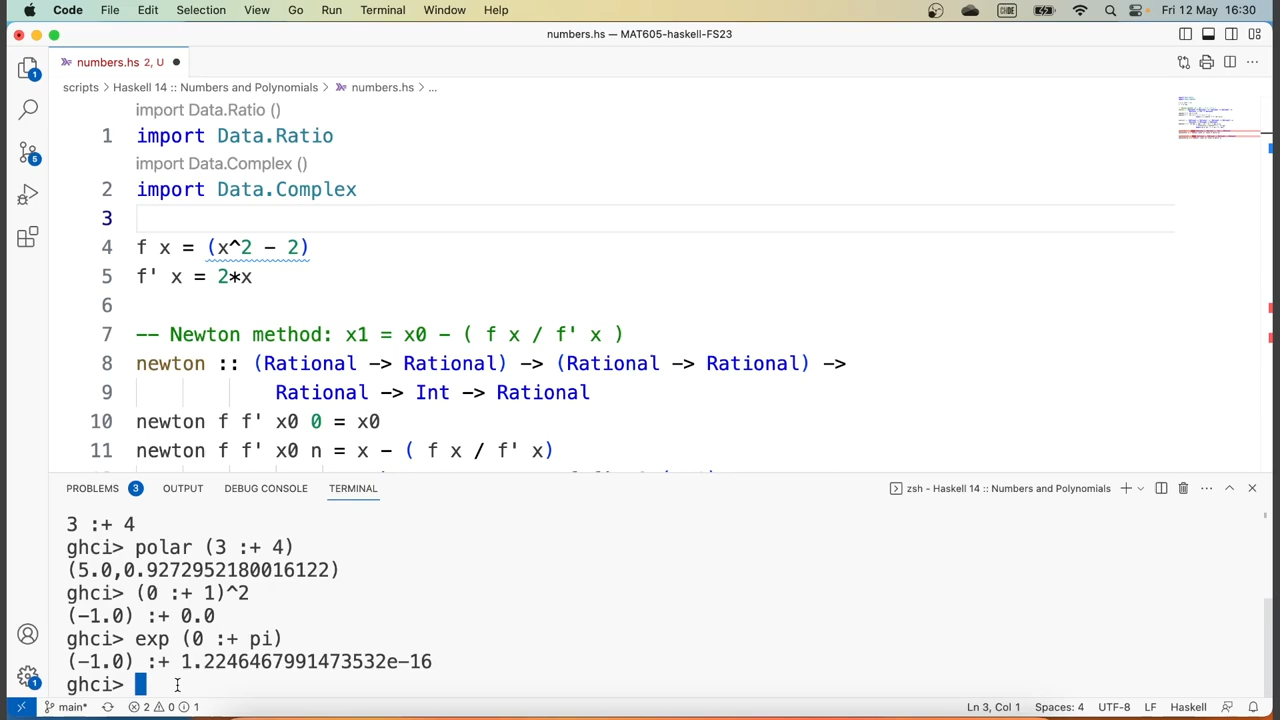 Code File Edit Selection View Go Run Terminal Window Help Fri 12 May 16:30
numbers.hs — MAT605-haskell-FS23
numbers.hs 2, U
scripts > Haskell 14 :: Numbers and Polynomials > numbers.hs > ...
import Data.Ratio ()
1 import Data.Ratio
import Data.Complex ()
2 import Data.Complex
3
4 f x = (x^2 - 2)
5 f' x = 2*x
6
7 -- Newton method: x1 = x0 - ( f x / f' x )
8 newton :: (Rational -> Rational) -> (Rational -> Rational) ->
9 Rational -> Int -> Rational
10 newton f f' x0 0 = x0
11 newton f f' x0 n = x - ( f x / f' x)
PROBLEMS 3 OUTPUT DEBUG CONSOLE TERMINAL zsh - Haskell 14 :: Numbers and Polynomials
3 :+ 4
ghci> polar (3 :+ 4)
(5.0,0.9272952180016122)
ghci> (0 :+ 1)^2
(-1.0) :+ 0.0
ghci> exp (0 :+ pi)
(-1.0) :+ 1.2246467991473532e-16
ghci>
main* 2 0 1 Ln 3, Col 1 Spaces: 4 UTF-8 LF Haskell